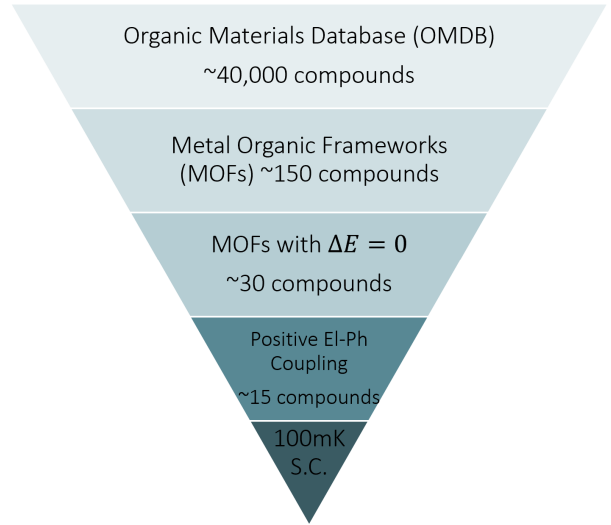 Organic Materials Database (OMDB)
~40,000 compounds
Metal Organic Frameworks
(MOFs) ~150 compounds
MOFs with Δ𝐸 = 0
~30 compounds
Positive El-Ph
Coupling
~15 compounds
100mK
S.C.